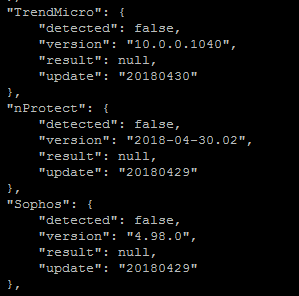 "TrendMicro": {
"detected": false,
"version": "10.0.0.1040",
"result": null,
"update": "20180430"
},
"nProtect": {
"detected": false,
"version": "2018-04-30.02",
"result": null,
"update": "20180429"
},
"Sophos": {
"detected": false,
"version": "4.98.0",
"result": null,
"update": "20180429"
},